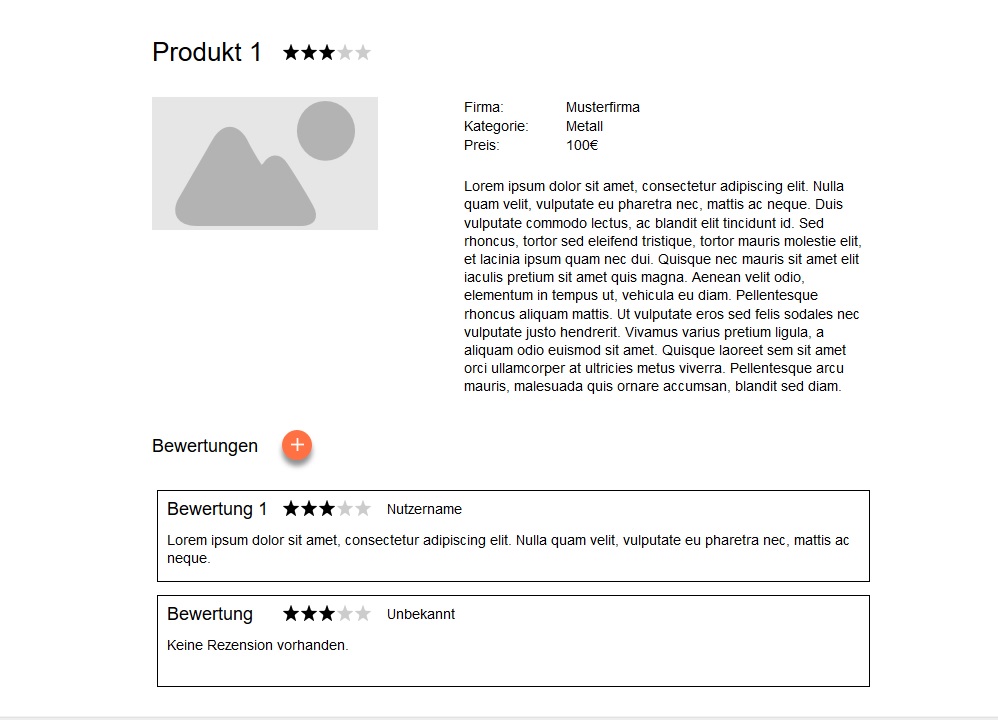 Produkt 1
Firma: Musterfirma
Kategorie: Metall
Preis: 100€
Lorem ipsum dolor sit amet, consectetur adipiscing elit. Nulla
quam velit, vulputate eu pharetra nec, mattis ac neque. Duis
vulputate commodo lectus, ac blandit elit tincidunt id. Sed
rhoncus, tortor sed eleifend tristique, tortor mauris molestie elit,
et lacinia ipsum quam nec dui. Quisque nec mauris sit amet elit
iaculis pretium sit amet quis magna. Aenean velit odio,
elementum in tempus ut, vehicula eu diam. Pellentesque
rhoncus aliquam mattis. Ut vulputate eros sed felis sodales nec
vulputate justo hendrerit. Vivamus varius pretium ligula, a
aliquam odio euismod sit amet. Quisque laoreet sem sit amet
orci ullamcorper at ultricies metus viverra. Pellentesque arcu
mauris, malesuada quis ornare accumsan, blandit sed diam.
Bewertungen +
Bewertung 1 Nutzername
Lorem ipsum dolor sit amet, consectetur adipiscing elit. Nulla quam velit, vulputate eu pharetra nec, mattis ac
neque.
Bewertung Unbekannt
Keine Rezension vorhanden.